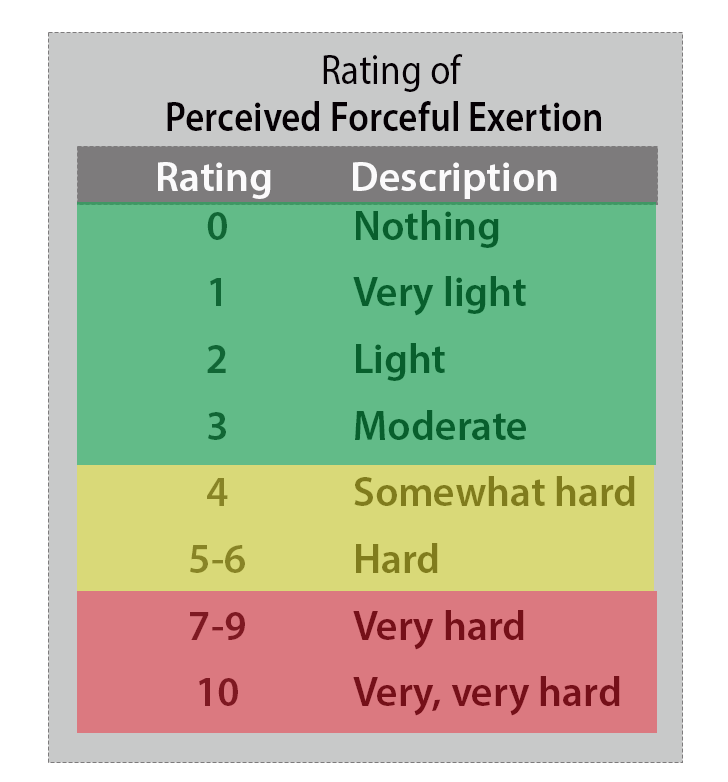 Rating of
Perceived Forceful Exertion
Rating Description
0 Nothing
1 Very light
2 Light
3 Moderate
4 Somewhat hard
5-6 Hard
7-9 Very hard
10 Very, very hard